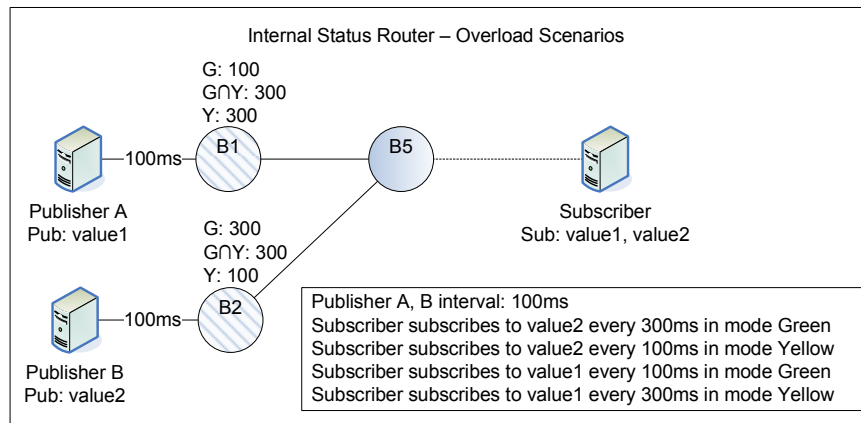 Internal Status Router – Overload Scenarios
G: 100
G∩Y: 300
Y: 300
B1
B5
100ms
Publisher A
Pub: value1
Subscriber
Sub: value1, value2
G: 300
G∩Y: 300
Y: 100
B2
100ms
Publisher B
Pub: value2
Publisher A, B interval: 100ms
Subscriber subscribes to value2 every 300ms in mode Green
Subscriber subscribes to value2 every 100ms in mode Yellow
Subscriber subscribes to value1 every 100ms in mode Green
Subscriber subscribes to value1 every 300ms in mode Yellow